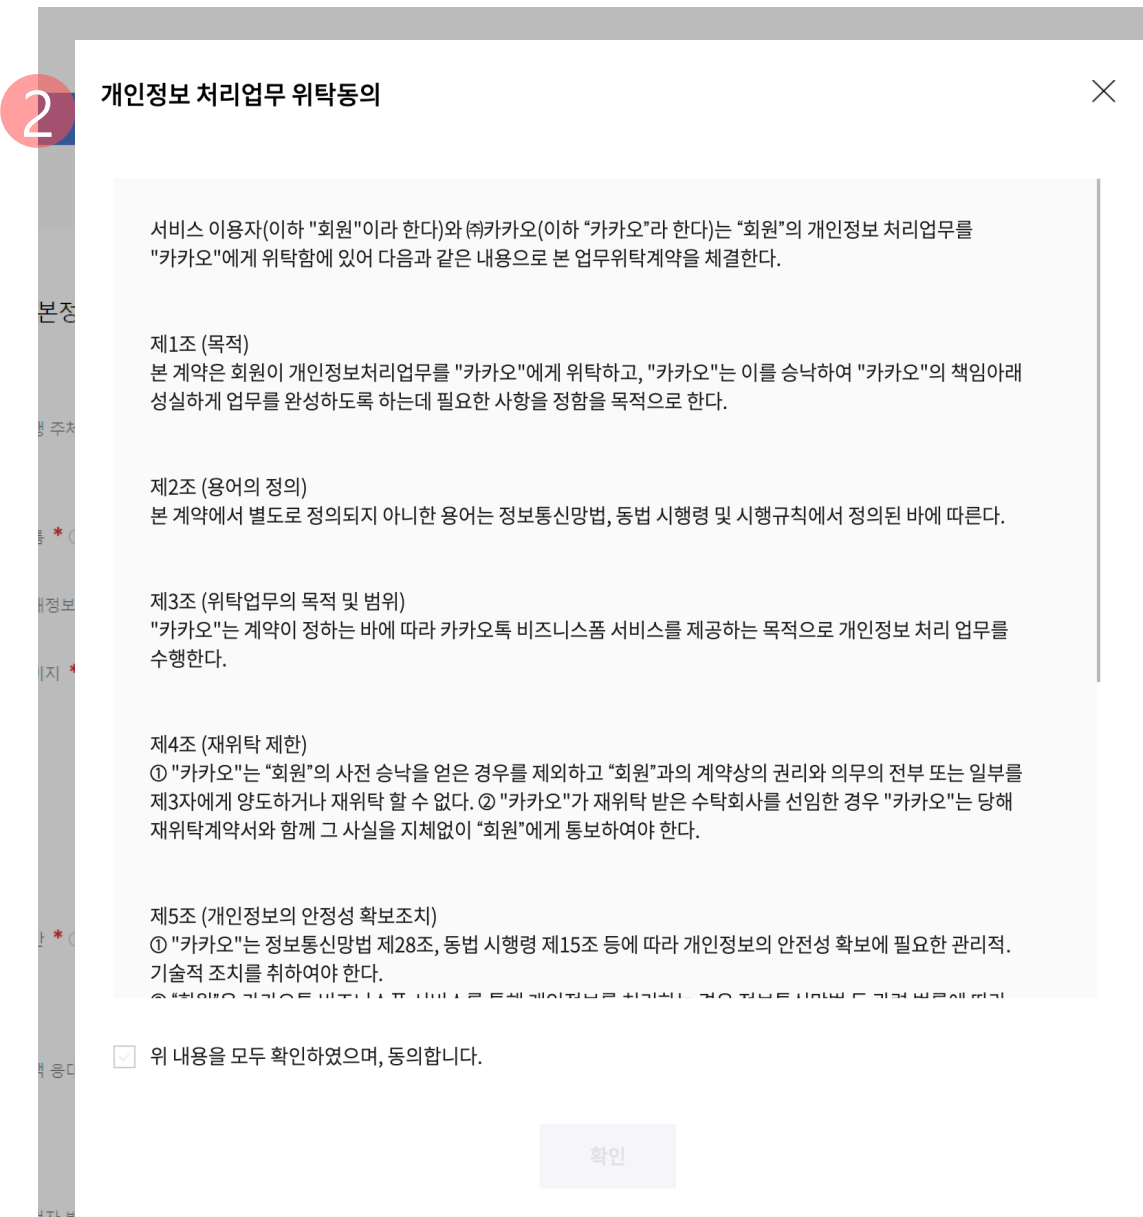 2
개인정보 처리업무 위탁동의
서비스 이용자(이하 "회원"이라 한다)와 ㈜카카오(이하 “카카오”라 한다)는 “회원”의 개인정보 처리업무를
"카카오"에게 위탁함에 있어 다음과 같은 내용으로 본 업무위탁계약을 체결한다.
제1조 (목적)
본 계약은 회원이 개인정보처리업무를 "카카오"에게 위탁하고, "카카오"는 이를 승낙하여 "카카오"의 책임아래
성실하게 업무를 완성하도록 하는데 필요한 사항을 정함을 목적으로 한다.
제2조 (용어의 정의)
본 계약에서 별도로 정의되지 아니한 용어는 정보통신망법, 동법 시행령 및 시행규칙에서 정의된 바에 따른다.
제3조 (위탁업무의 목적 및 범위)
"카카오"는 계약이 정하는 바에 따라 카카오톡 비즈니스폼 서비스를 제공하는 목적으로 개인정보 처리 업무를
수행한다.
제4조 (재위탁 제한)
① "카카오"는 “회원”의 사전 승낙을 얻은 경우를 제외하고 “회원”과의 계약상의 권리와 의무의 전부 또는 일부를
제3자에게 양도하거나 재위탁 할 수 없다. ② "카카오"가 재위탁 받은 수탁회사를 선임한 경우 "카카오"는 당해
재위탁계약서와 함께 그 사실을 지체없이 “회원”에게 통보하여야 한다.
제5조 (개인정보의 안정성 확보조치)
① "카카오"는 정보통신망법 제28조, 동법 시행령 제15조 등에 따라 개인정보의 안전성 확보에 필요한 관리적.
기술적 조치를 취하여야 한다.
위 내용을 모두 확인하였으며, 동의합니다.
확인